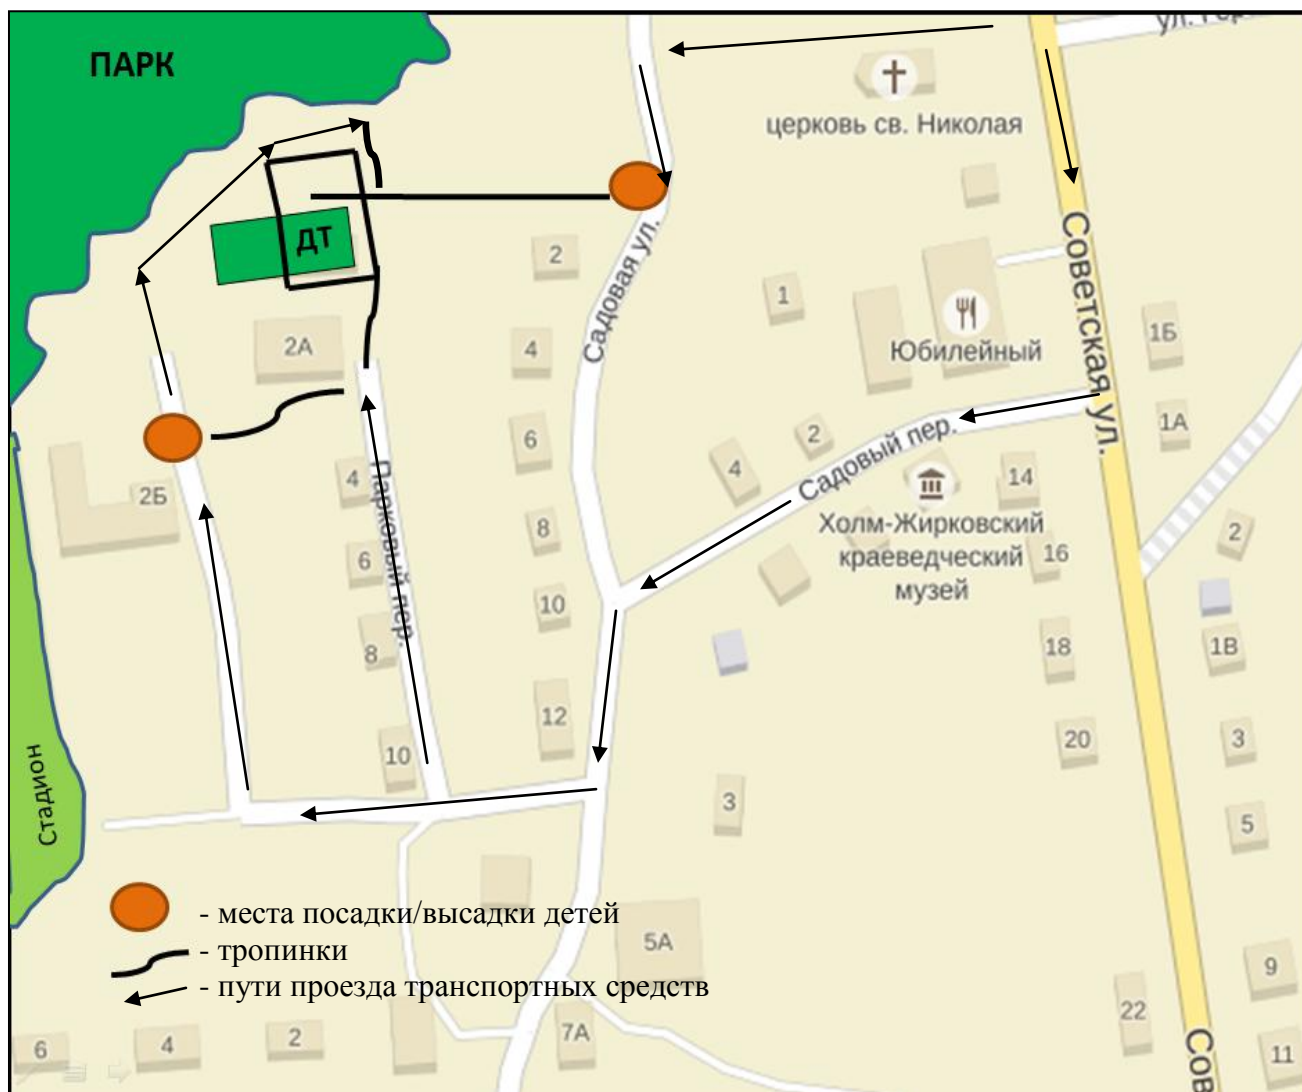 ПАРК
ул. Гер
церковь св. Николая
ДТ
Садовая ул.
Советская ул.
2
1
2А
4
Юбилейный
1Б
1А
6
2
4
Садовый пер.
14
Холм-Жирковский
краеведческий
музей
16
2
2Б
4
Парковый пер.
8
6
10
8
18
1В
12
20
3
10
3
5
Стадион
- места посадки/высадки детей
- тропинки
- пути проезда транспортных средств
5А
9
22
7А
6
4
2
11
Сов